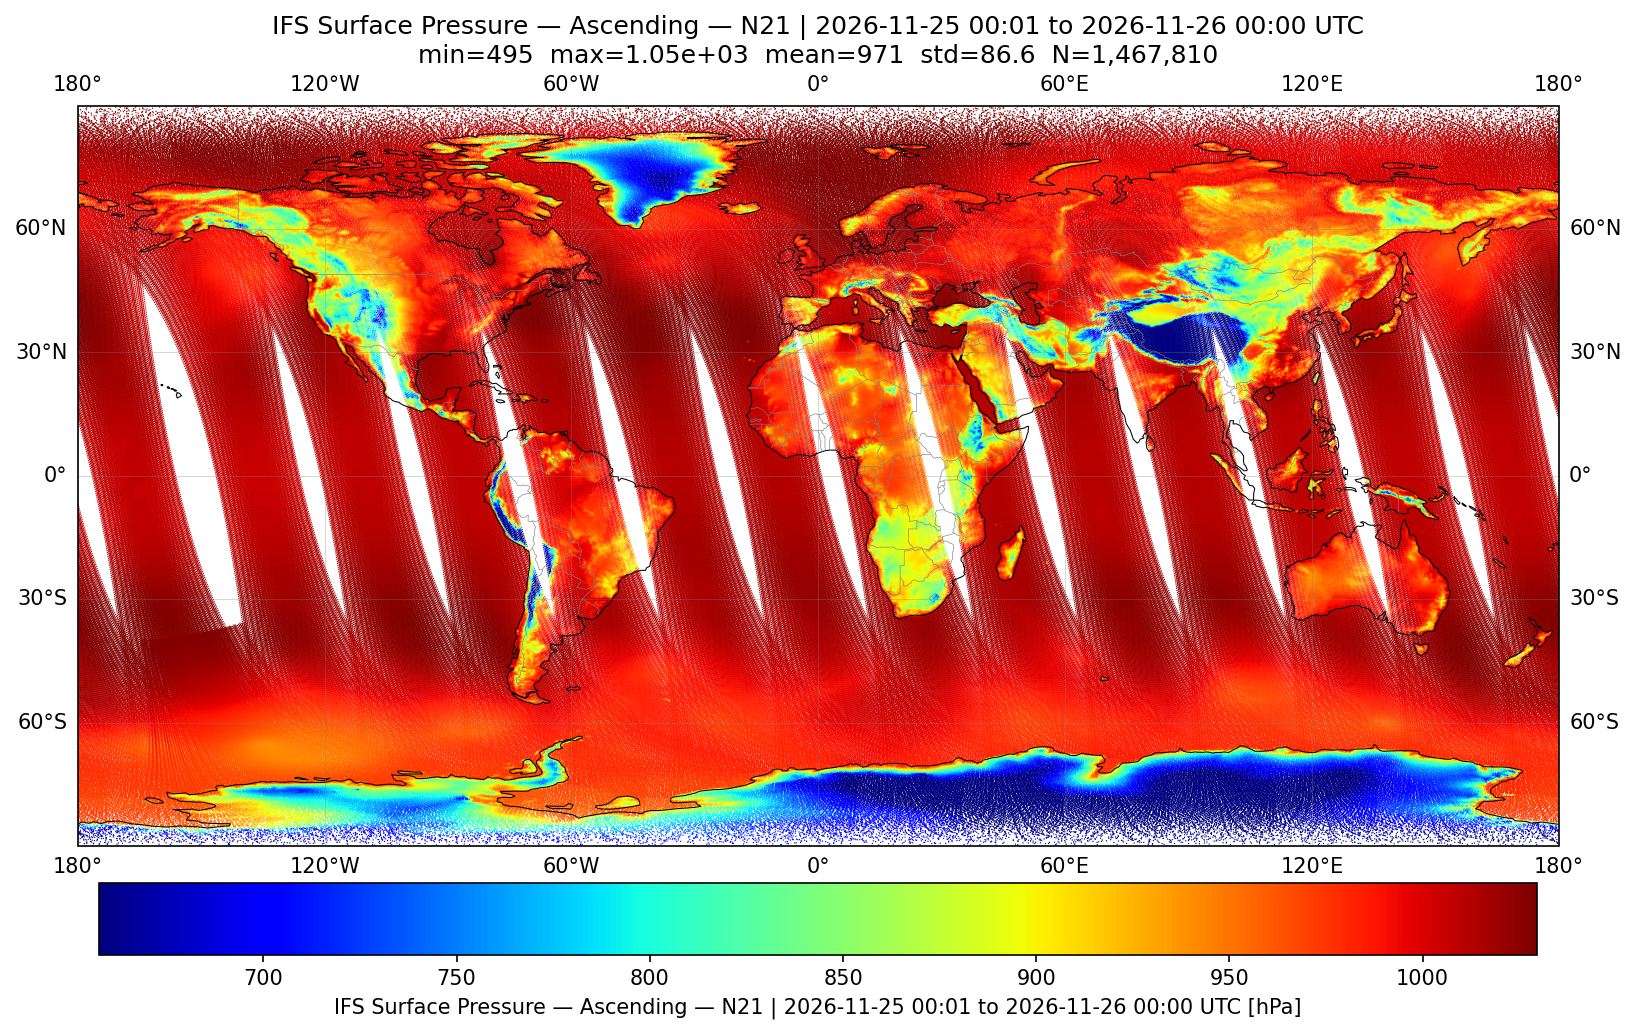 IFS Surface Pressure — Ascending — N21 | 2026-11-25 00:01 to 2026-11-26 00:00 UTC
min=495 max=1.05e+03 mean=971 std=86.6 N=1,467,810
180° 120°W 60°W 0° 60°E 120°E 180°
60°N 60°N
30°N 30°N
0° 0°
30°S 30°S
60°S 60°S
180° 120°W 60°W 0° 60°E 120°E 180°
700 750 800 850 900 950 1000
IFS Surface Pressure — Ascending — N21 | 2026-11-25 00:01 to 2026-11-26 00:00 UTC [hPa]